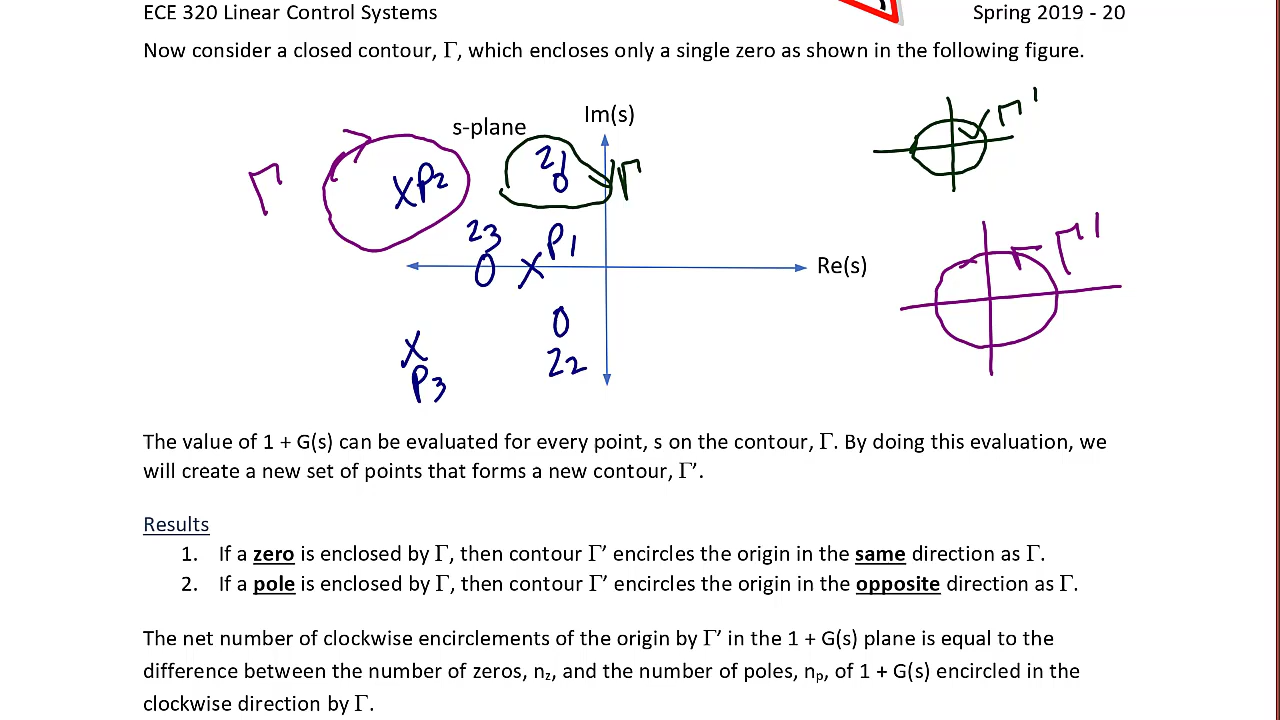 ECE 320 Linear Control Systems Spring 2019 - 20
Now consider a closed contour, Γ, which encloses only a single zero as shown in the following figure.
Im(s)
s-plane
Γ'
Z1
Γ
P2
Γ
Z3
P1
Γ'
Re(s)
Z2
P3
The value of 1 + G(s) can be evaluated for every point, s on the contour, Γ. By doing this evaluation, we
will create a new set of points that forms a new contour, Γ’.
Results
1. If a zero is enclosed by Γ, then contour Γ’ encircles the origin in the same direction as Γ.
2. If a pole is enclosed by Γ, then contour Γ’ encircles the origin in the opposite direction as Γ.
The net number of clockwise encirclements of the origin by Γ’ in the 1 + G(s) plane is equal to the
difference between the number of zeros, nz, and the number of poles, np, of 1 + G(s) encircled in the
clockwise direction by Γ.